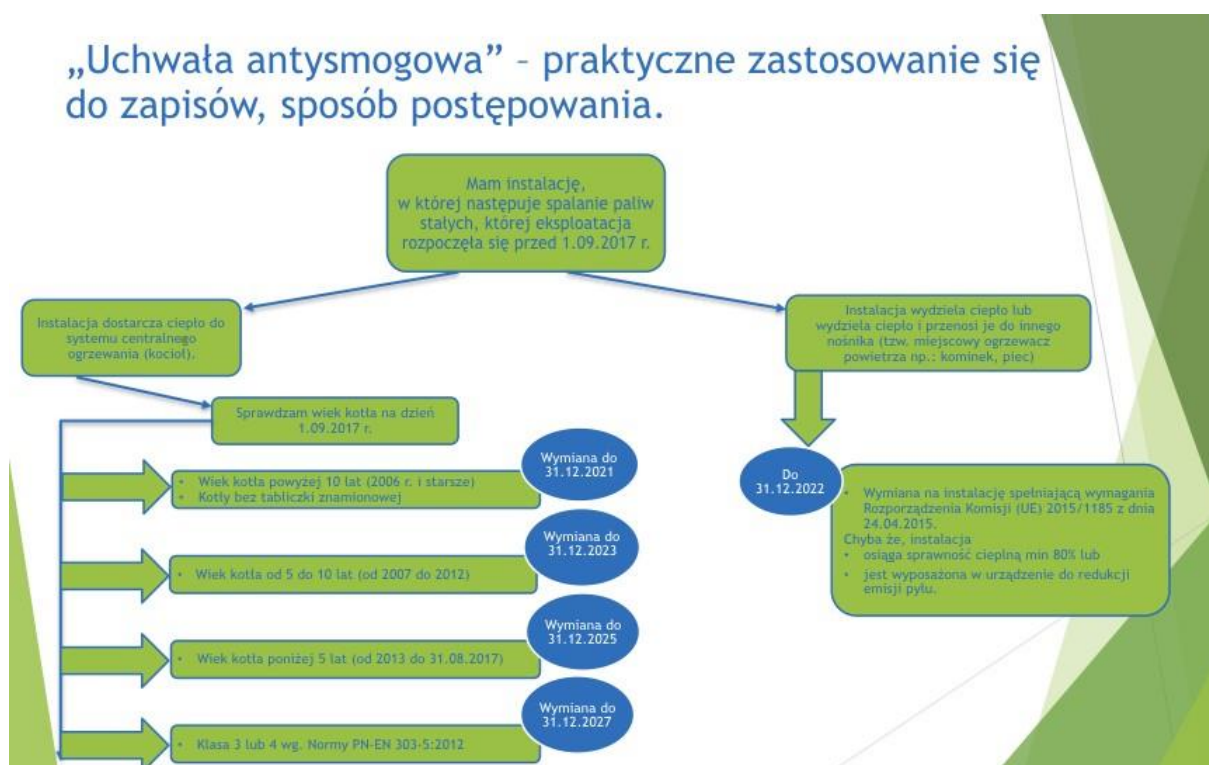 „Uchwała antysmogowa” – praktyczne zastosowanie się
do zapisów, sposób postępowania.
Mam instalację,
w której następuje spalanie paliw
stałych, której eksploatacja
rozpoczęła się przed 1.09.2017 r.
Instalacja dostarcza ciepło do
systemu centralnego
ogrzewania (kocioł).
Instalacja wydziela ciepło lub
wydziela ciepło i przenosi je do innego
nośnika (tzw. miejscowy ogrzewacz
powietrza np.: kominek, piec)
Sprawdzam wiek kotła na dzień
1.09.2017 r.
• Wiek kotła powyżej 10 lat (2006 r. i starsze)
• Kotły bez tabliczki znamionowej
Wymiana do
31.12.2021
• Wiek kotła od 5 do 10 lat (od 2007 do 2012)
Wymiana do
31.12.2023
• Wiek kotła poniżej 5 lat (od 2013 do 31.08.2017)
Wymiana do
31.12.2025
• Klasa 3 lub 4 wg. Normy PN-EN 303-5:2012
Wymiana do
31.12.2027
Do
31.12.2022
• Wymiana na instalację spełniającą wymagania
Rozporządzenia Komisji (UE) 2015/1185 z dnia
24.04.2015.
Chyba że, instalacja
• osiąga sprawność cieplną min 80% lub
• jest wyposażona w urządzenie do redukcji
emisji pyłu.